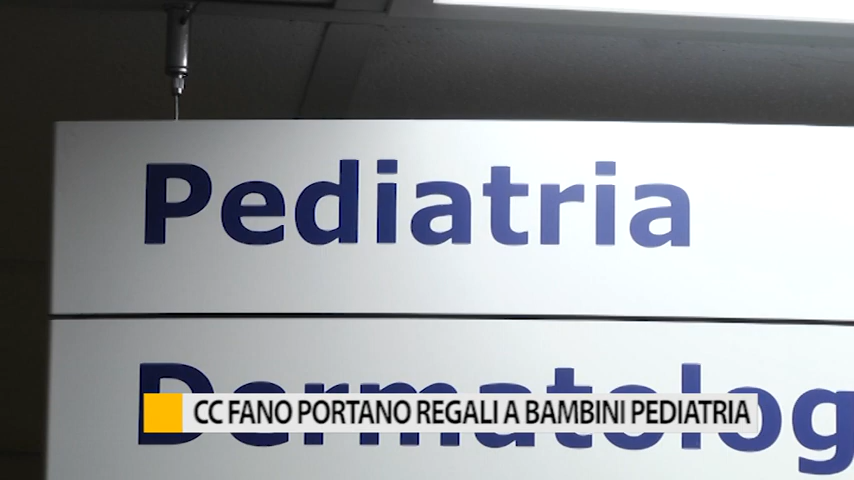 Pediatria
Dermatolog
CC FANO PORTANO REGALI A BAMBINI PEDIATRIA